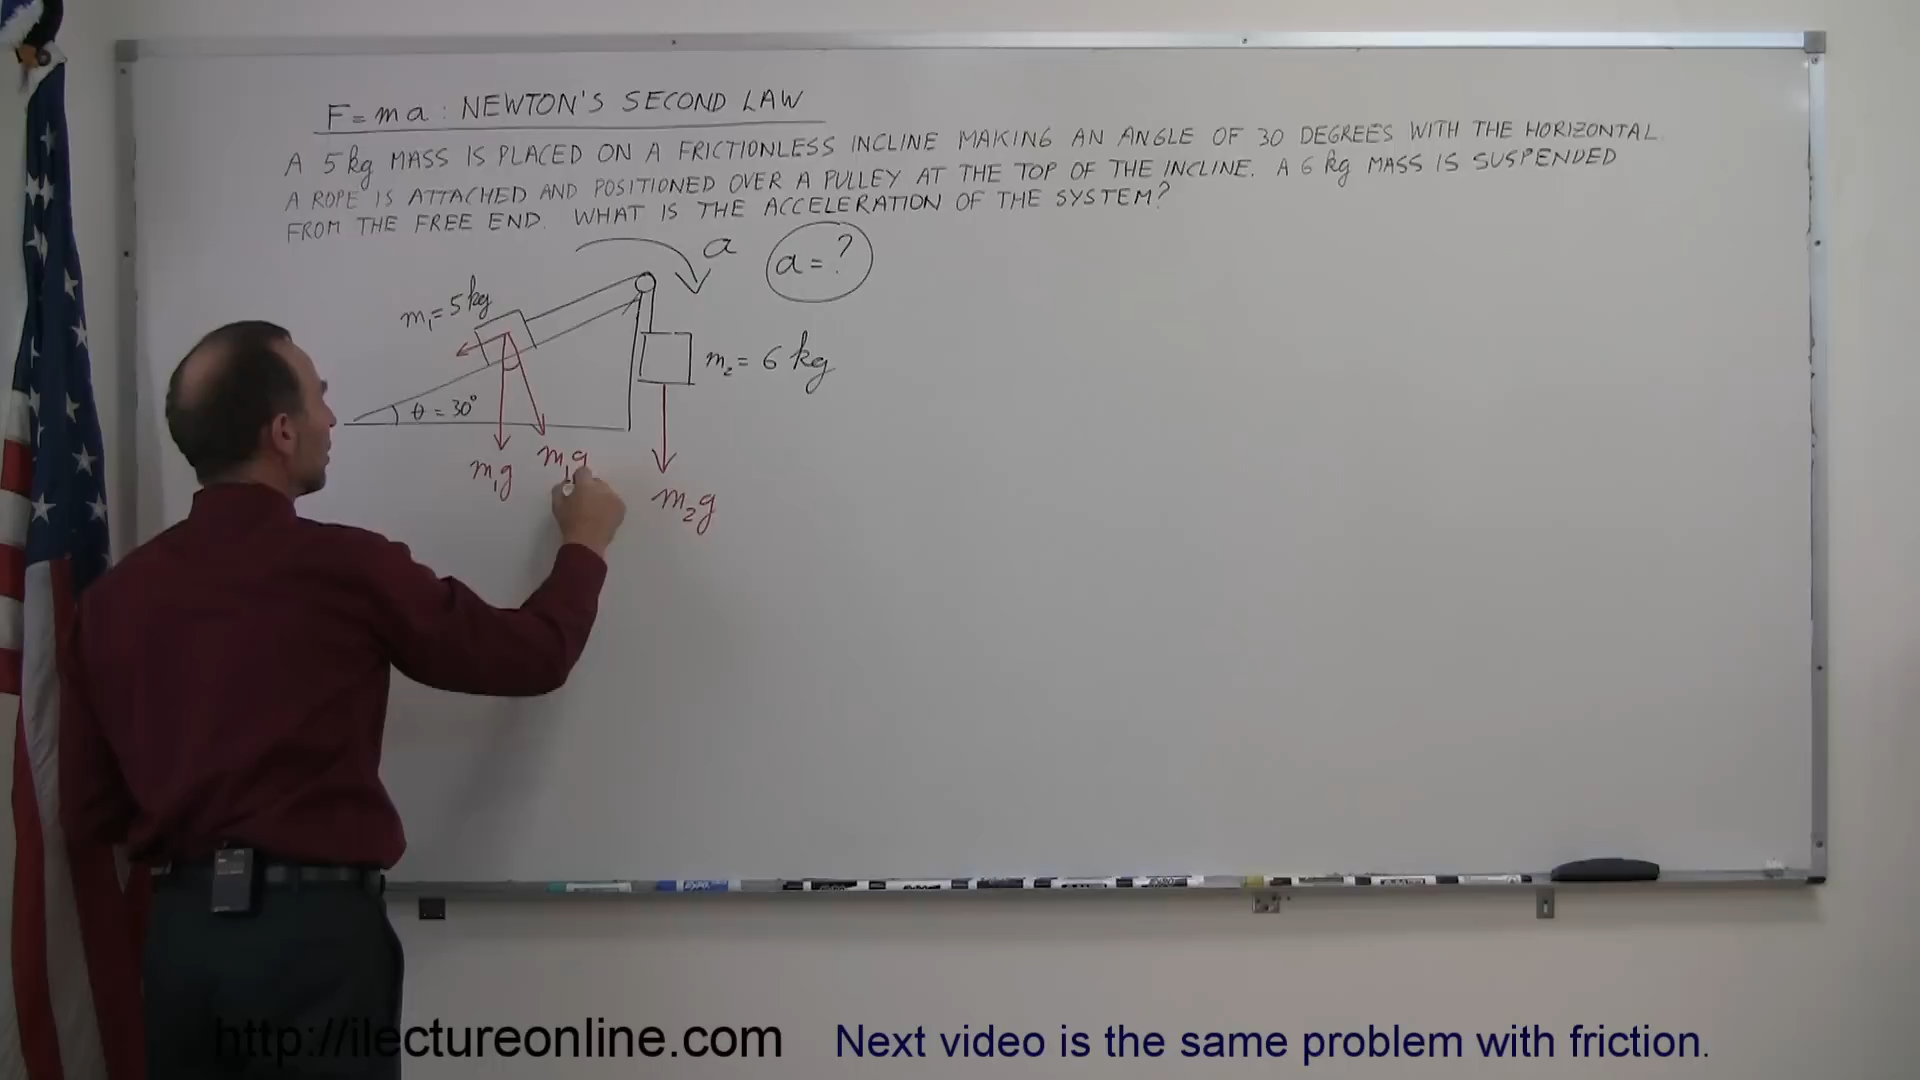 F = ma : NEWTON'S SECOND LAW
A 5 kg MASS IS PLACED ON A FRICTIONLESS INCLINE MAKING AN ANGLE OF 30 DEGREES WITH THE HORIZONTAL.
A ROPE IS ATTACHED AND POSITIONED OVER A PULLEY AT THE TOP OF THE INCLINE. A 6 kg MASS IS SUSPENDED
FROM THE FREE END. WHAT IS THE ACCELERATION OF THE SYSTEM?
a
a = ?
m₁ = 5 kg
m₂ = 6 kg
θ = 30°
m₁g
m₁g
m₂g
http://ilectureonline.com
Next video is the same problem with friction.